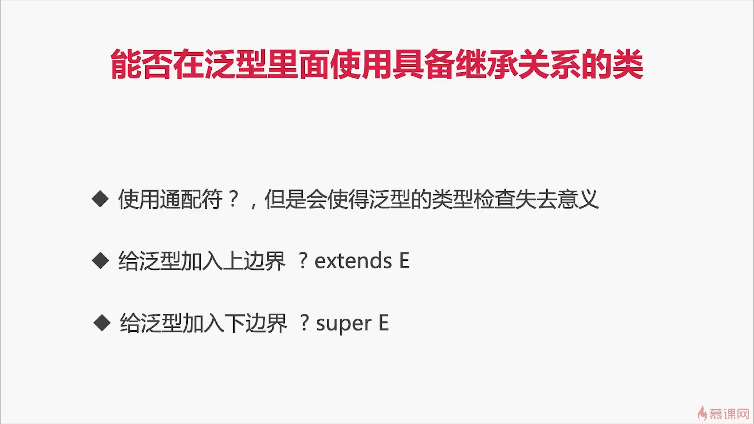 能否在泛型里面使用具备继承关系的类
◆ 使用通配符？，但是会使得泛型的类型检查失去意义
◆ 给泛型加入上边界 ？extends E
◆ 给泛型加入下边界 ？super E
慕课网